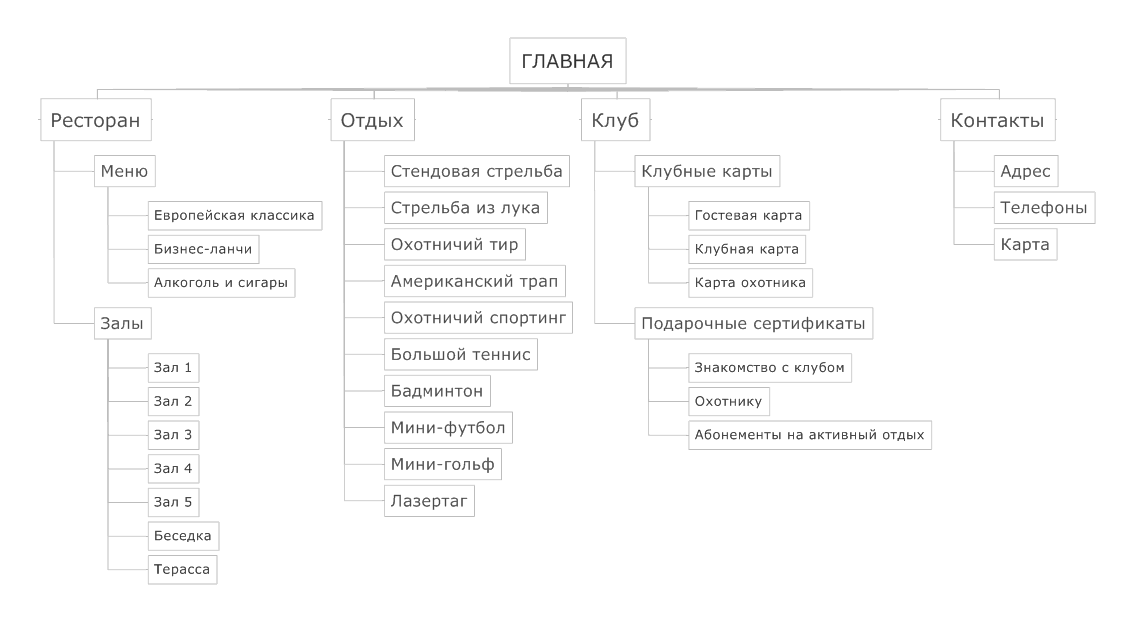 ГЛАВНАЯ
Ресторан
Меню
Европейская классика
Бизнес-ланчи
Алкоголь и сигары
Залы
Зал 1
Зал 2
Зал 3
Зал 4
Зал 5
Беседка
Терасса
Отдых
Стендовая стрельба
Стрельба из лука
Охотничий тир
Американский трап
Охотничий спортинг
Большой теннис
Бадминтон
Мини-футбол
Мини-гольф
Лазертаг
Клуб
Клубные карты
Гостевая карта
Клубная карта
Карта охотника
Подарочные сертификаты
Знакомство с клубом
Охотнику
Абонементы на активный отдых
Контакты
Адрес
Телефоны
Карта